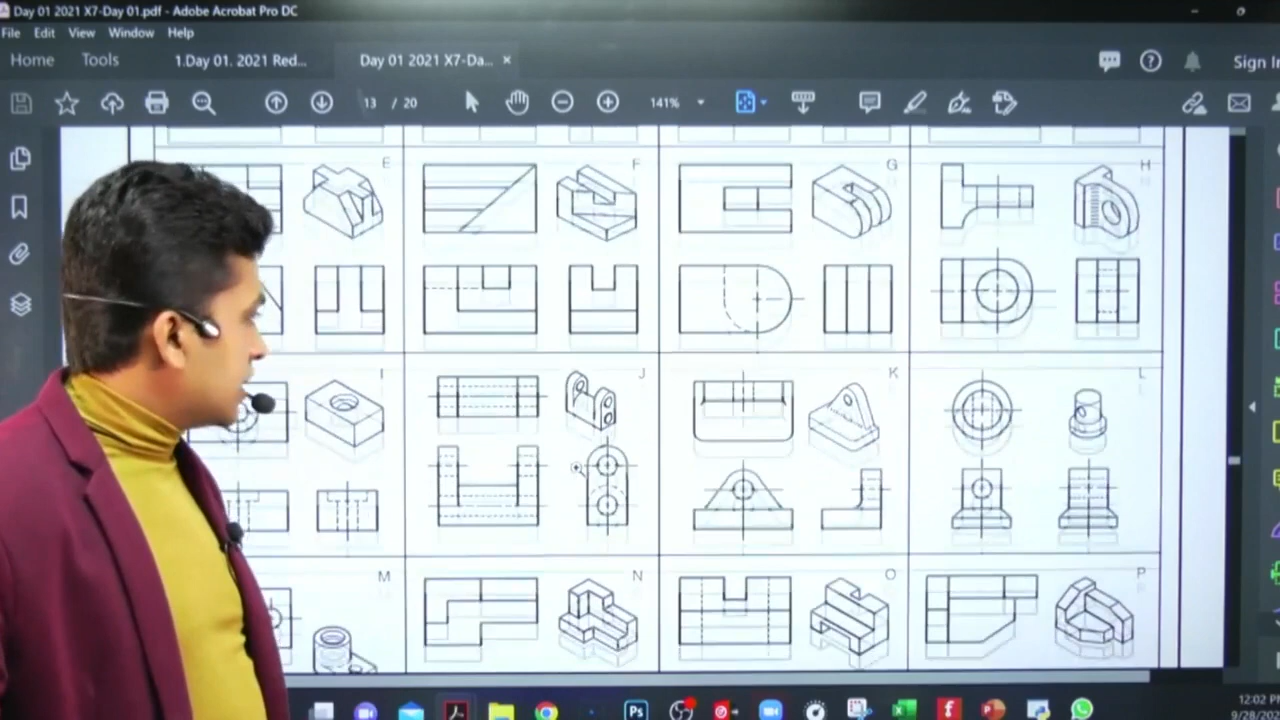 Day 01 2021 X7-Day 01.pdf - Adobe Acrobat Pro DC
File Edit View Window Help
Home Tools 1.Day 01. 2021 Red... Day 01 2021 X7-Da... × Sign In
13 / 20 141%
E F G H
I J K L
M N O P
Ps
12:02 PM